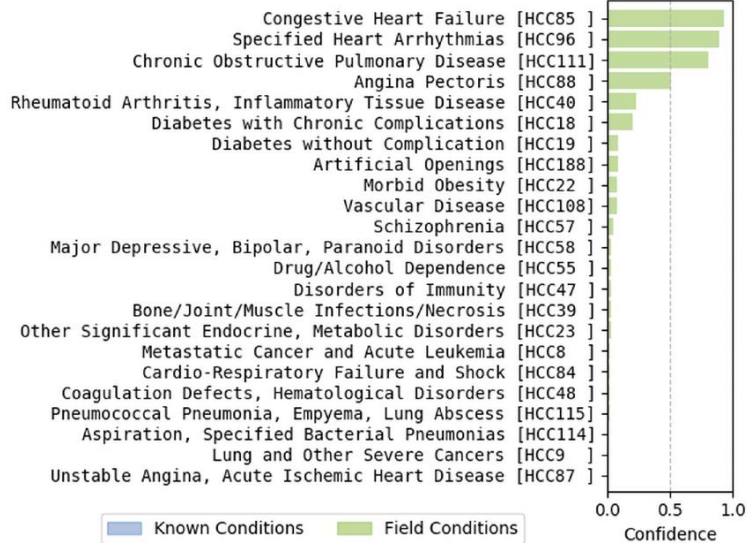 Congestive Heart Failure [HCC85 ]
Specified Heart Arrhythmias [HCC96 ]
Chronic Obstructive Pulmonary Disease [HCC111]
Angina Pectoris [HCC88 ]
Rheumatoid Arthritis, Inflammatory Tissue Disease [HCC40 ]
Diabetes with Chronic Complications [HCC18 ]
Diabetes without Complication [HCC19 ]
Artificial Openings [HCC188]
Morbid Obesity [HCC22 ]
Vascular Disease [HCC108]
Schizophrenia [HCC57 ]
Major Depressive, Bipolar, Paranoid Disorders [HCC58 ]
Drug/Alcohol Dependence [HCC55 ]
Disorders of Immunity [HCC47 ]
Bone/Joint/Muscle Infections/Necrosis [HCC39 ]
Other Significant Endocrine, Metabolic Disorders [HCC23 ]
Metastatic Cancer and Acute Leukemia [HCC8 ]
Cardio-Respiratory Failure and Shock [HCC84 ]
Coagulation Defects, Hematological Disorders [HCC48 ]
Pneumococcal Pneumonia, Empyema, Lung Abscess [HCC115]
Aspiration, Specified Bacterial Pneumonias [HCC114]
Lung and Other Severe Cancers [HCC9 ]
Unstable Angina, Acute Ischemic Heart Disease [HCC87 ]
0.0 0.5 1.0
Confidence
Known Conditions Field Conditions